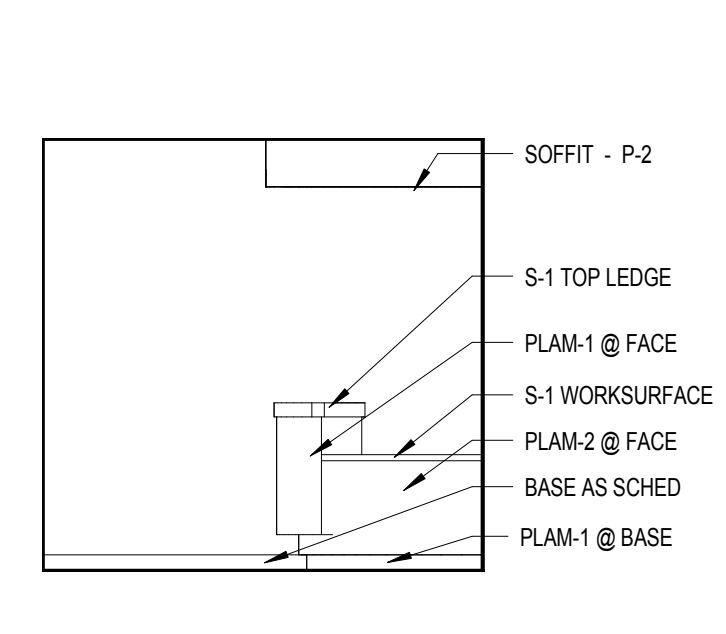 SOFFIT - P-2
S-1 TOP LEDGE
PLAM-1 @ FACE
S-1 WORKSURFACE
PLAM-2 @ FACE
BASE AS SCHED
PLAM-1 @ BASE